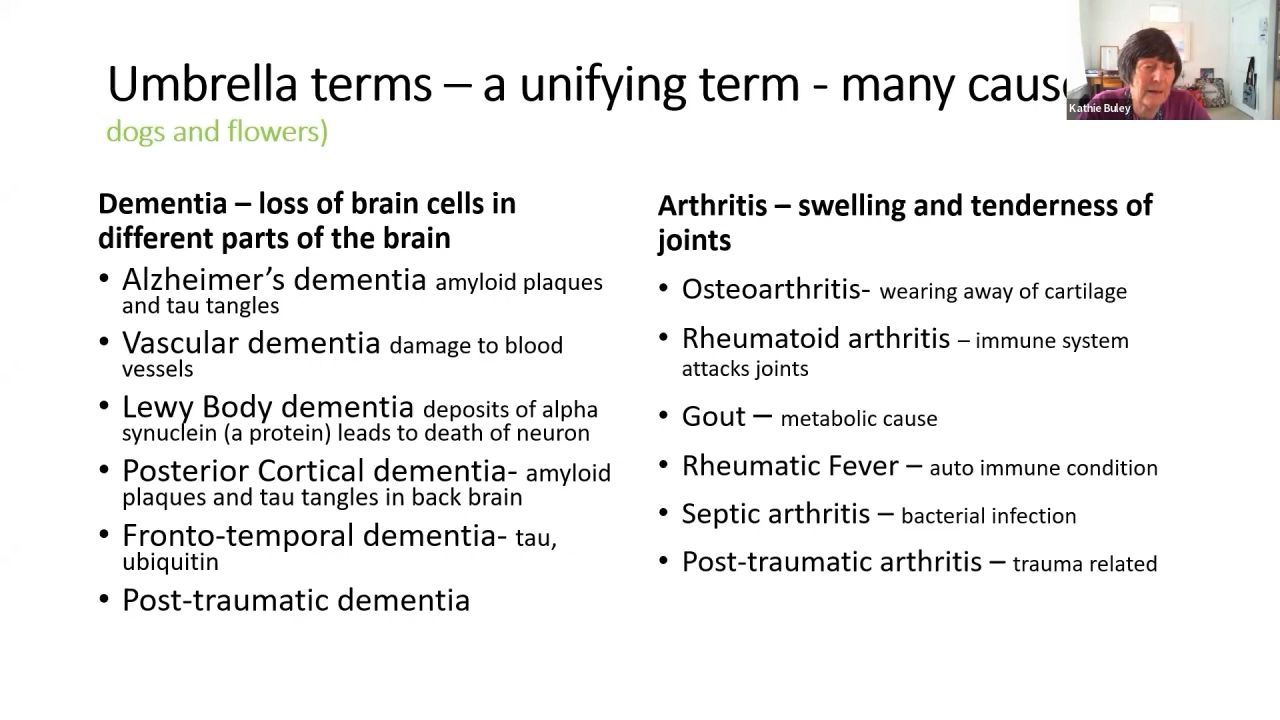 Umbrella terms – a unifying term - many cause
dogs and flowers)
Kathie Buley
Dementia – loss of brain cells in
different parts of the brain
• Alzheimer’s dementia amyloid plaques
and tau tangles
• Vascular dementia damage to blood
vessels
• Lewy Body dementia deposits of alpha
synuclein (a protein) leads to death of neuron
• Posterior Cortical dementia- amyloid
plaques and tau tangles in back brain
• Fronto-temporal dementia- tau,
ubiquitin
• Post-traumatic dementia
Arthritis – swelling and tenderness of
joints
• Osteoarthritis- wearing away of cartilage
• Rheumatoid arthritis – immune system
attacks joints
• Gout – metabolic cause
• Rheumatic Fever – auto immune condition
• Septic arthritis – bacterial infection
• Post-traumatic arthritis – trauma related